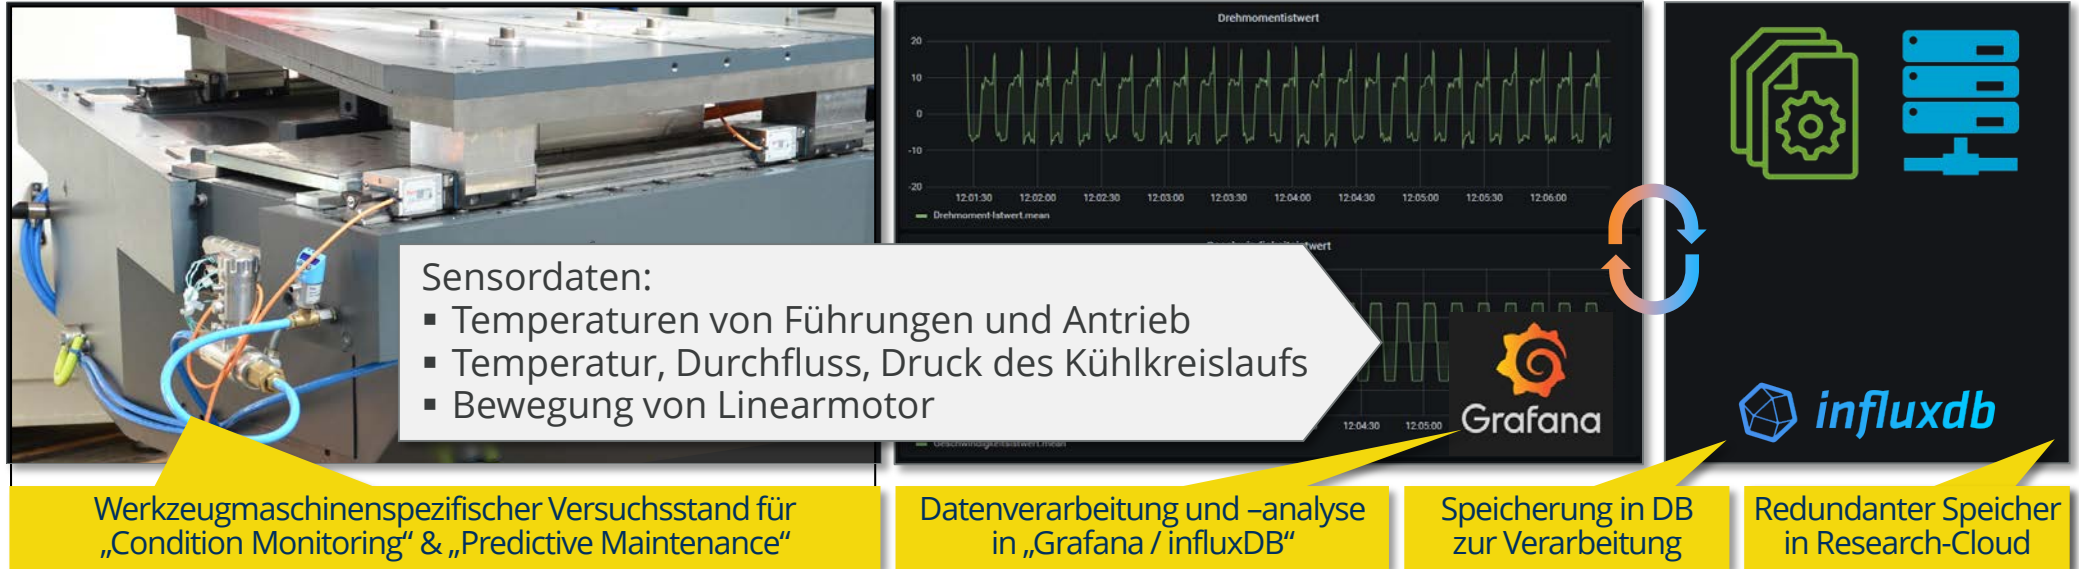 Drehmomentistwert
20
10
0
-10
-20
12:01:30 12:02:00 12:02:30 12:03:00 12:03:30 12:04:00 12:04:30 12:05:00 12:05:30 12:06:00
Drehmoment-Istwert.mean
Sensordaten:
▪ Temperaturen von Führungen und Antrieb
▪ Temperatur, Durchfluss, Druck des Kühlkreislaufs
▪ Bewegung von Linearmotor
12:04:30 12:05:00
Geschwindigkeitsistwert.mean
Grafana
influxdb
Werkzeugmaschinenspezifischer Versuchsstand für
„Condition Monitoring“ & „Predictive Maintenance“
Datenverarbeitung und –analyse
in „Grafana / influxDB“
Speicherung in DB
zur Verarbeitung
Redundanter Speicher
in Research-Cloud